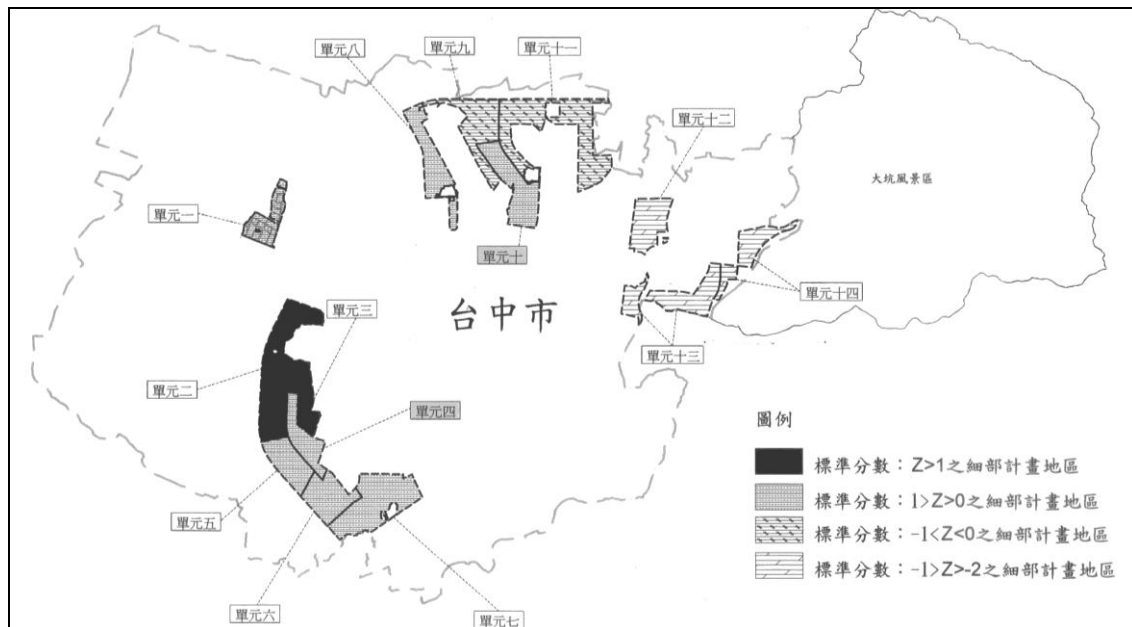 單元八
單元九
單元十一
單元十二
大坑風景區
單元一
單元十
單元十四
台中市
單元三
單元十三
單元二
單元四
圖例
標準分數：Z>1之細部計畫地區
標準分數：1>Z>0之細部計畫地區
單元五
標準分數：-1<Z<0之細部計畫地區
標準分數：-1>Z>-2之細部計畫地區
單元六
單元七